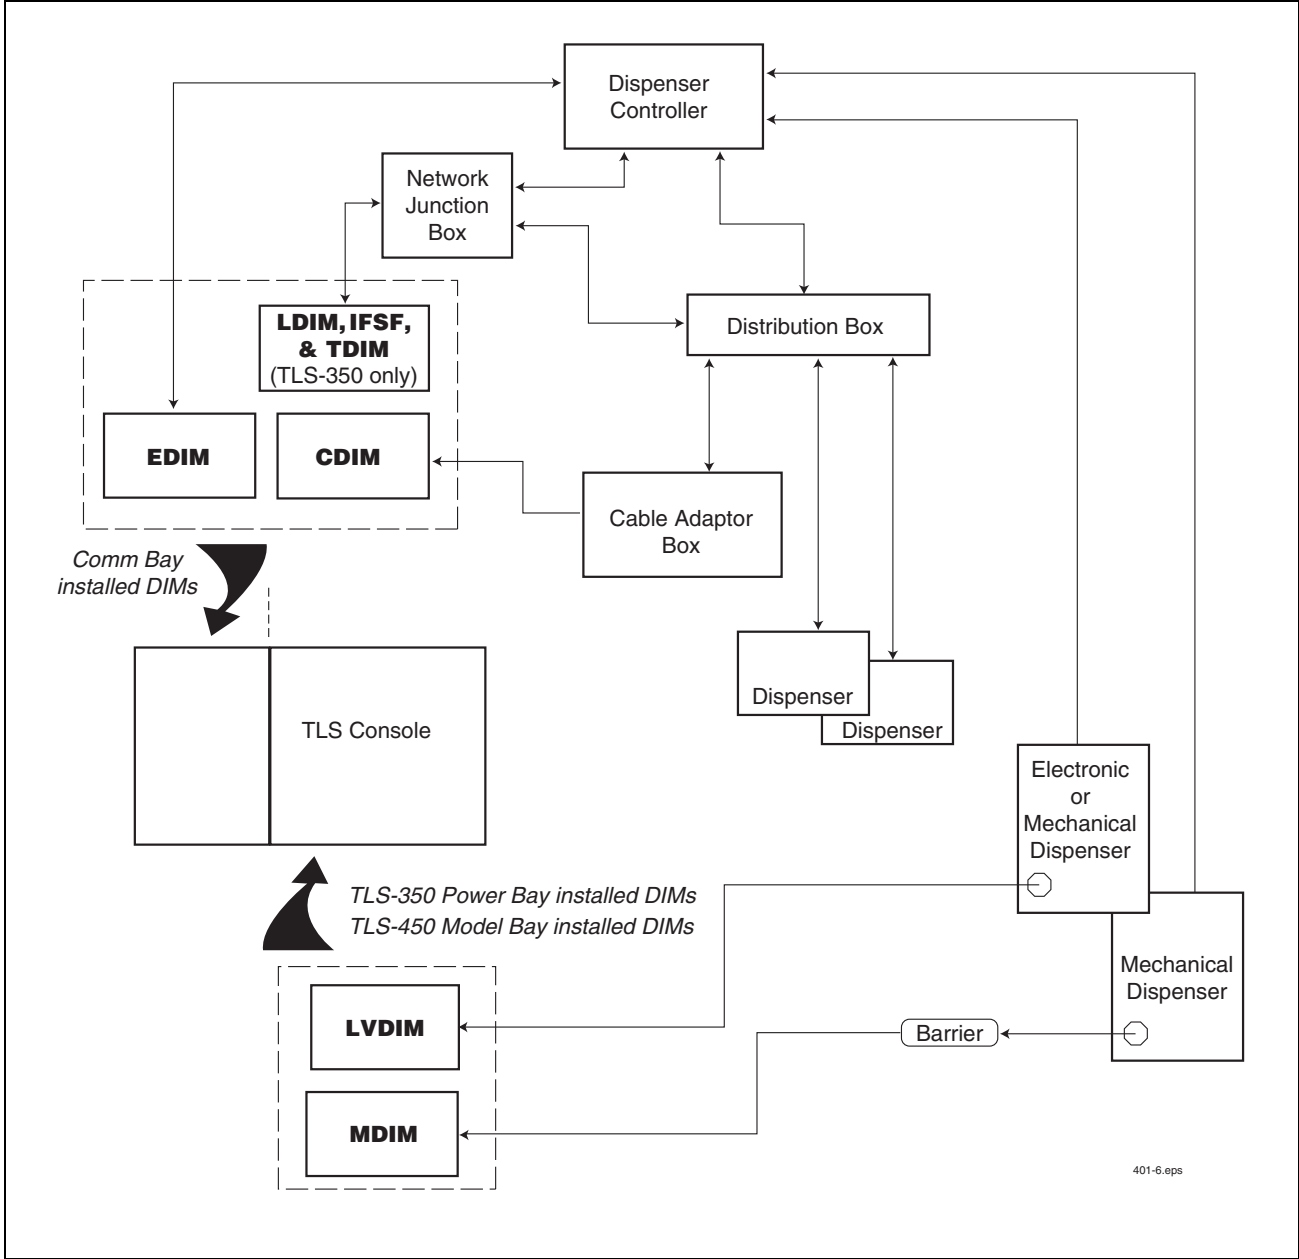 Dispenser
Controller
Network
Junction
Box
LDIM, IFSF,
& TDIM
(TLS-350 only)
Distribution Box
EDIM
CDIM
Cable Adaptor
Box
Comm Bay
installed DIMs
Dispenser
Dispenser
TLS Console
Electronic
or
Mechanical
Dispenser
TLS-350 Power Bay installed DIMs
TLS-450 Model Bay installed DIMs
Mechanical
Dispenser
LVDIM
Barrier
MDIM
401-6.eps